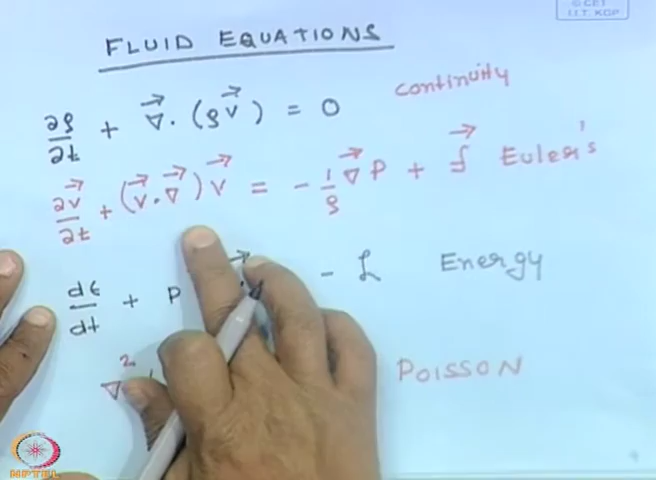 © CET
I.I.T. KGP
FLUID EQUATIONS
∂ρ/∂t + ∇⃗·(ρv⃗) = 0 continuity
∂v⃗/∂t + (v⃗·∇⃗)v⃗ = -1/ρ ∇⃗P + f⃗ Euler's
dε/dt + P - ℒ Energy
∇² POISSON
NPTEL